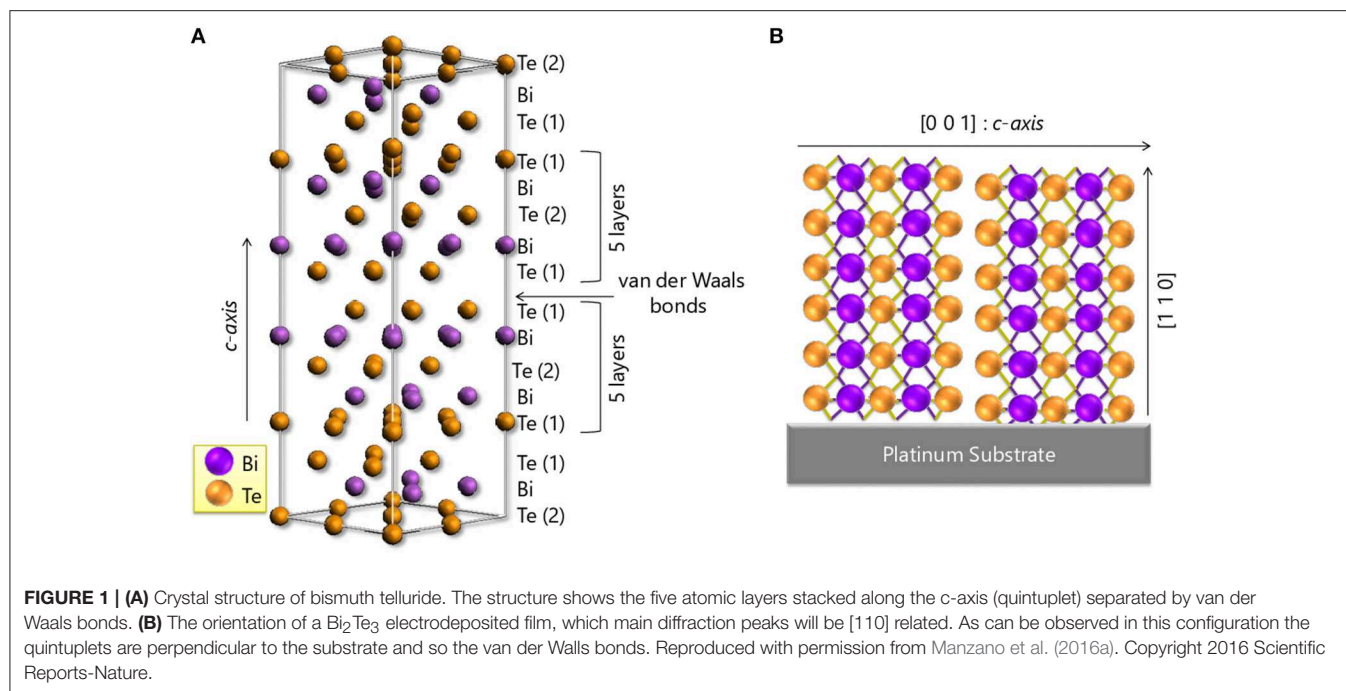 A
Te (2)
Bi
Te (1)
Te (1)
Bi
Te (2)
Bi
Te (1)
5 layers
van der Waals
bonds
Te (1)
Bi
Te (2)
Bi
Te (1)
5 layers
Te (1)
Bi
Te (2)
c-axis
Bi
Te
B
[0 0 1] : c-axis
[1 1 0]
Platinum Substrate
FIGURE 1 | (A) Crystal structure of bismuth telluride. The structure shows the five atomic layers stacked along the c-axis (quintuplet) separated by van der
Waals bonds. (B) The orientation of a Bi2Te3 electrodeposited film, which main diffraction peaks will be [110] related. As can be observed in this configuration the
quintuplets are perpendicular to the substrate and so the van der Walls bonds. Reproduced with permission from Manzano et al. (2016a). Copyright 2016 Scientific
Reports-Nature.